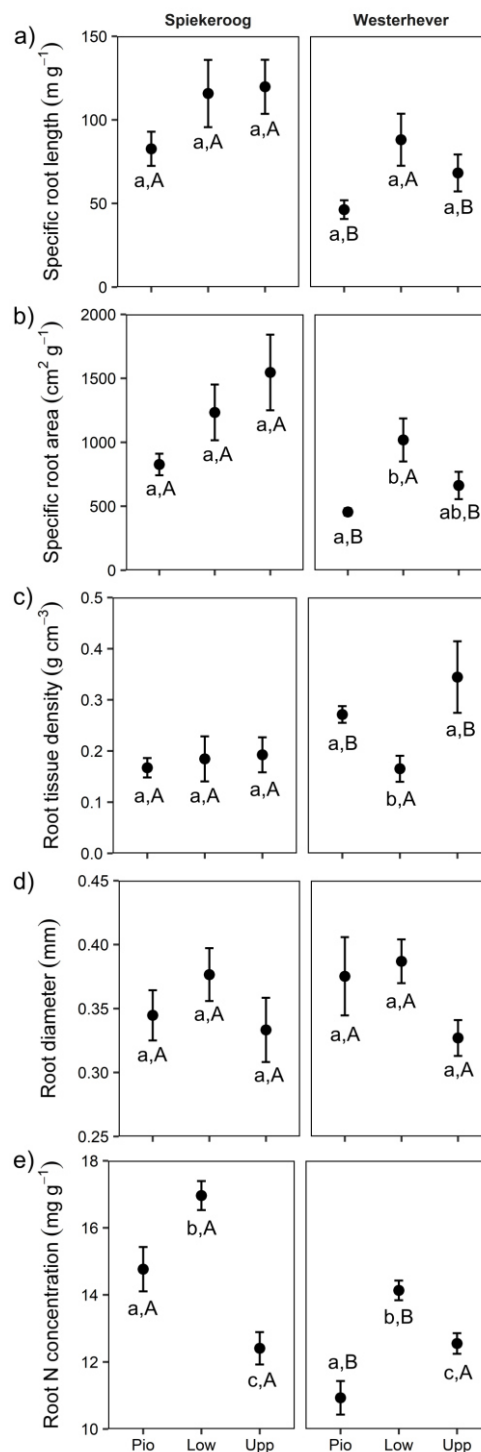 Spiekeroog Westerhever
a)
Specific root length (m g⁻¹)
150
100
50
0
a,A a,A a,A
a,B a,A a,B
b)
Specific root area (cm² g⁻¹)
2000
1500
1000
500
0
a,A a,A a,A
a,B b,A ab,B
c)
Root tissue density (g cm⁻³)
0.5
0.4
0.3
0.2
0.1
0.0
a,A a,A a,A
a,B b,A a,B
d)
Root diameter (mm)
0.45
0.40
0.35
0.30
0.25
a,A a,A a,A
a,A a,A a,A
e)
Root N concentration (mg g⁻¹)
18
16
14
12
10
a,A b,A c,A
a,B b,B c,A
Pio Low Upp Pio Low Upp